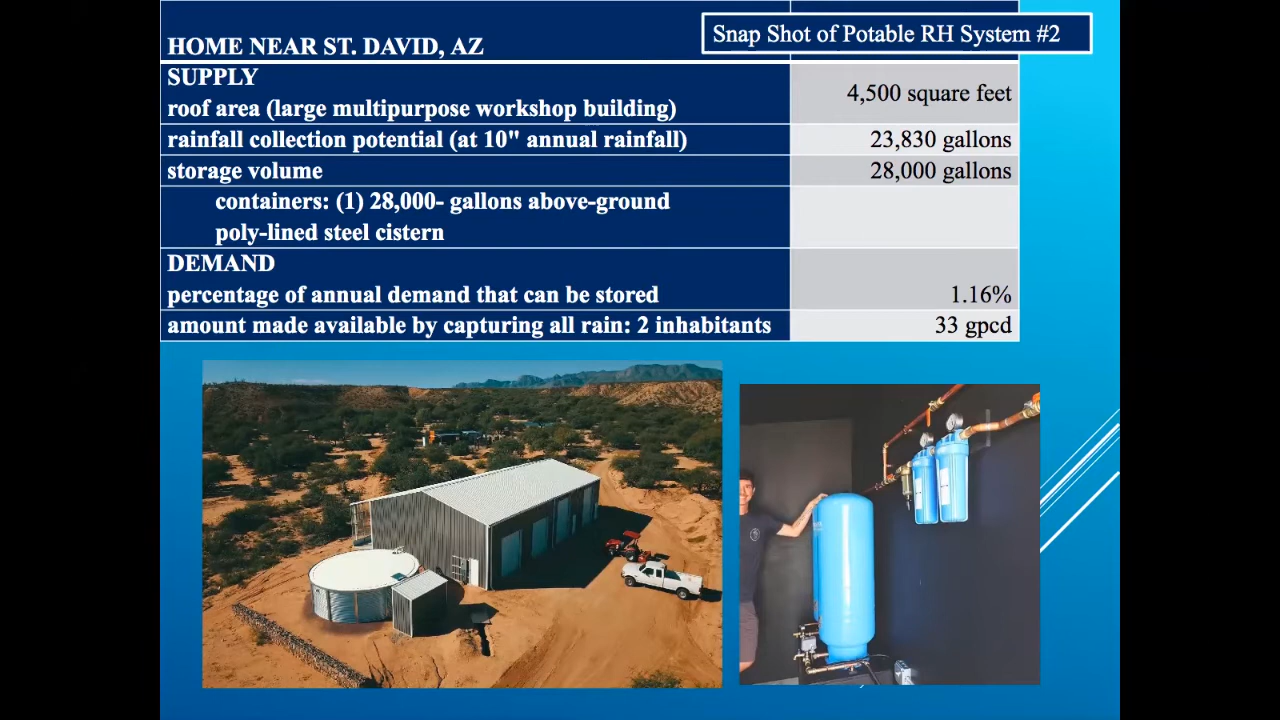 Snap Shot of Potable RH System #2
HOME NEAR ST. DAVID, AZ
SUPPLY
roof area (large multipurpose workshop building)
4,500 square feet
rainfall collection potential (at 10" annual rainfall)
23,830 gallons
storage volume
28,000 gallons
containers: (1) 28,000- gallons above-ground
poly-lined steel cistern
DEMAND
percentage of annual demand that can be stored
1.16%
amount made available by capturing all rain: 2 inhabitants
33 gpcd